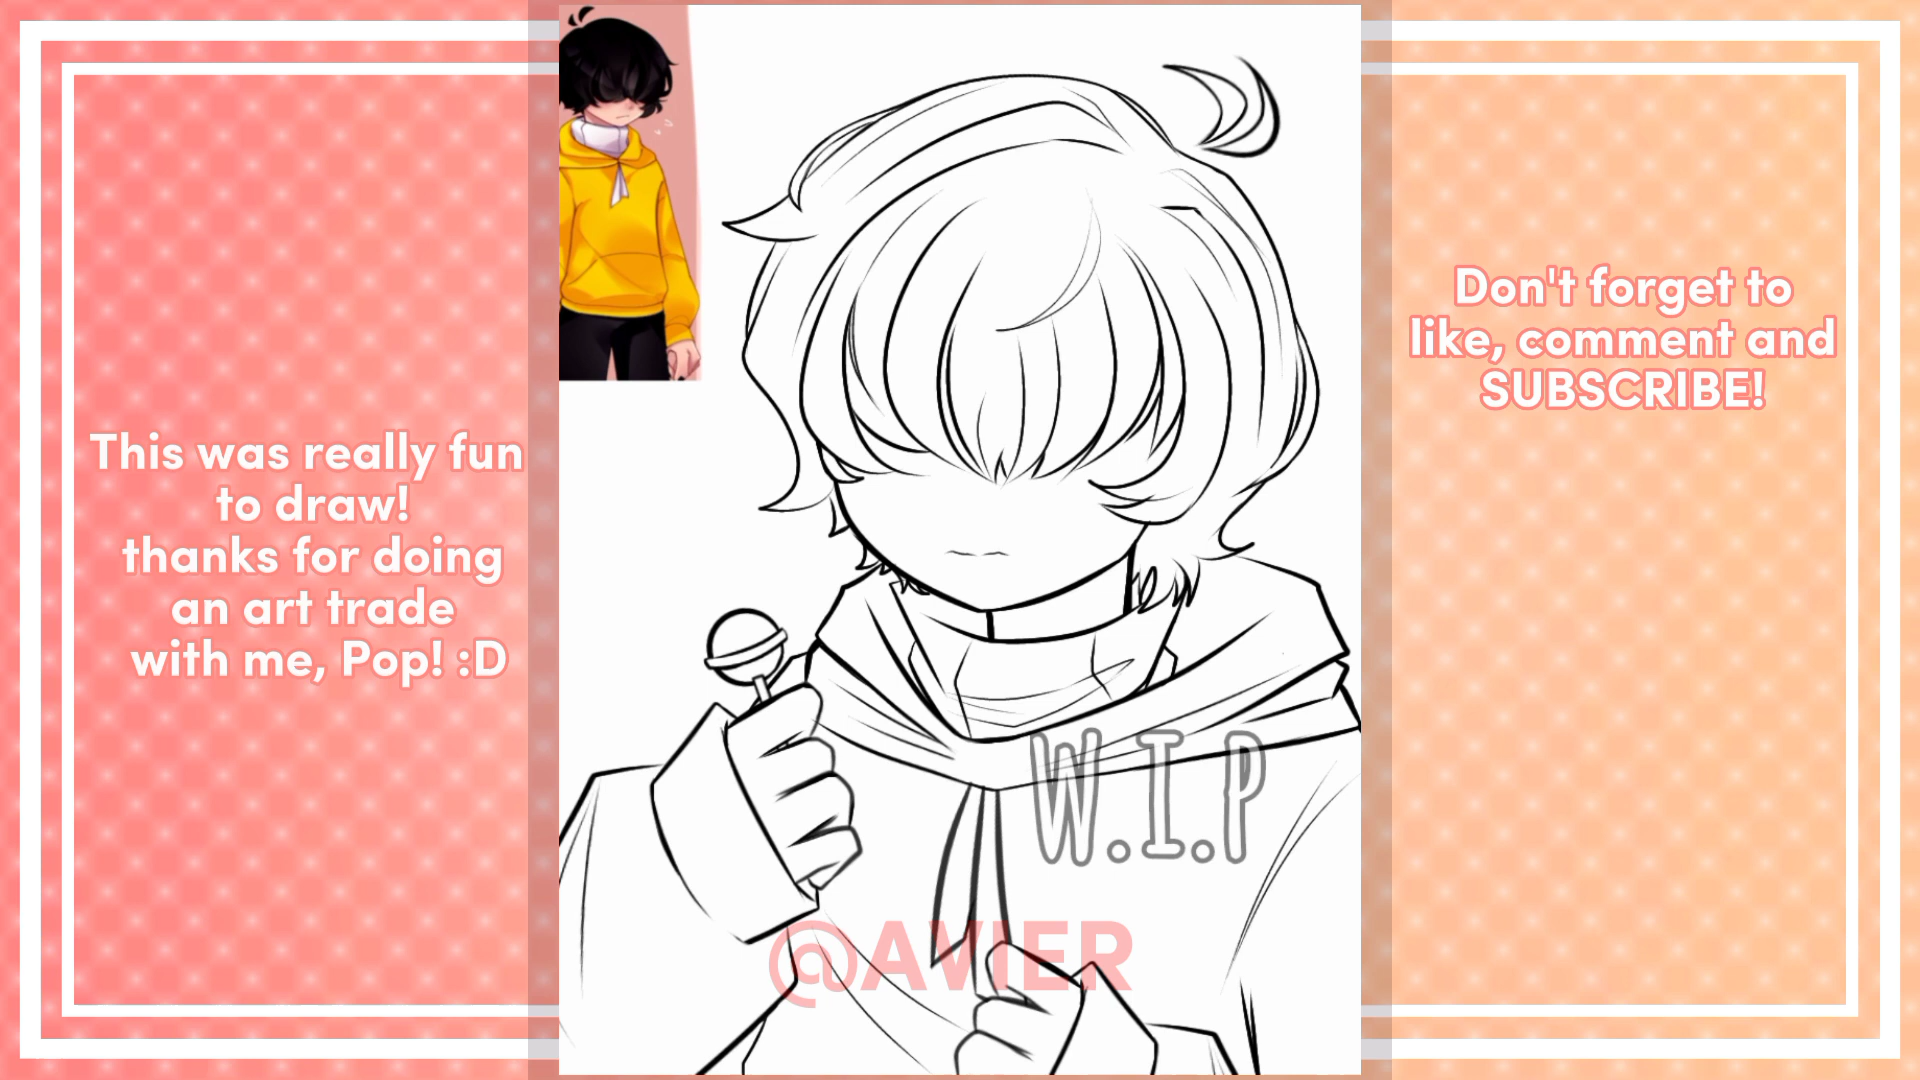 This was really fun
to draw!
thanks for doing
an art trade
with me, Pop! :D
W.I.P
@AVIER
Don't forget to
like, comment and
SUBSCRIBE!